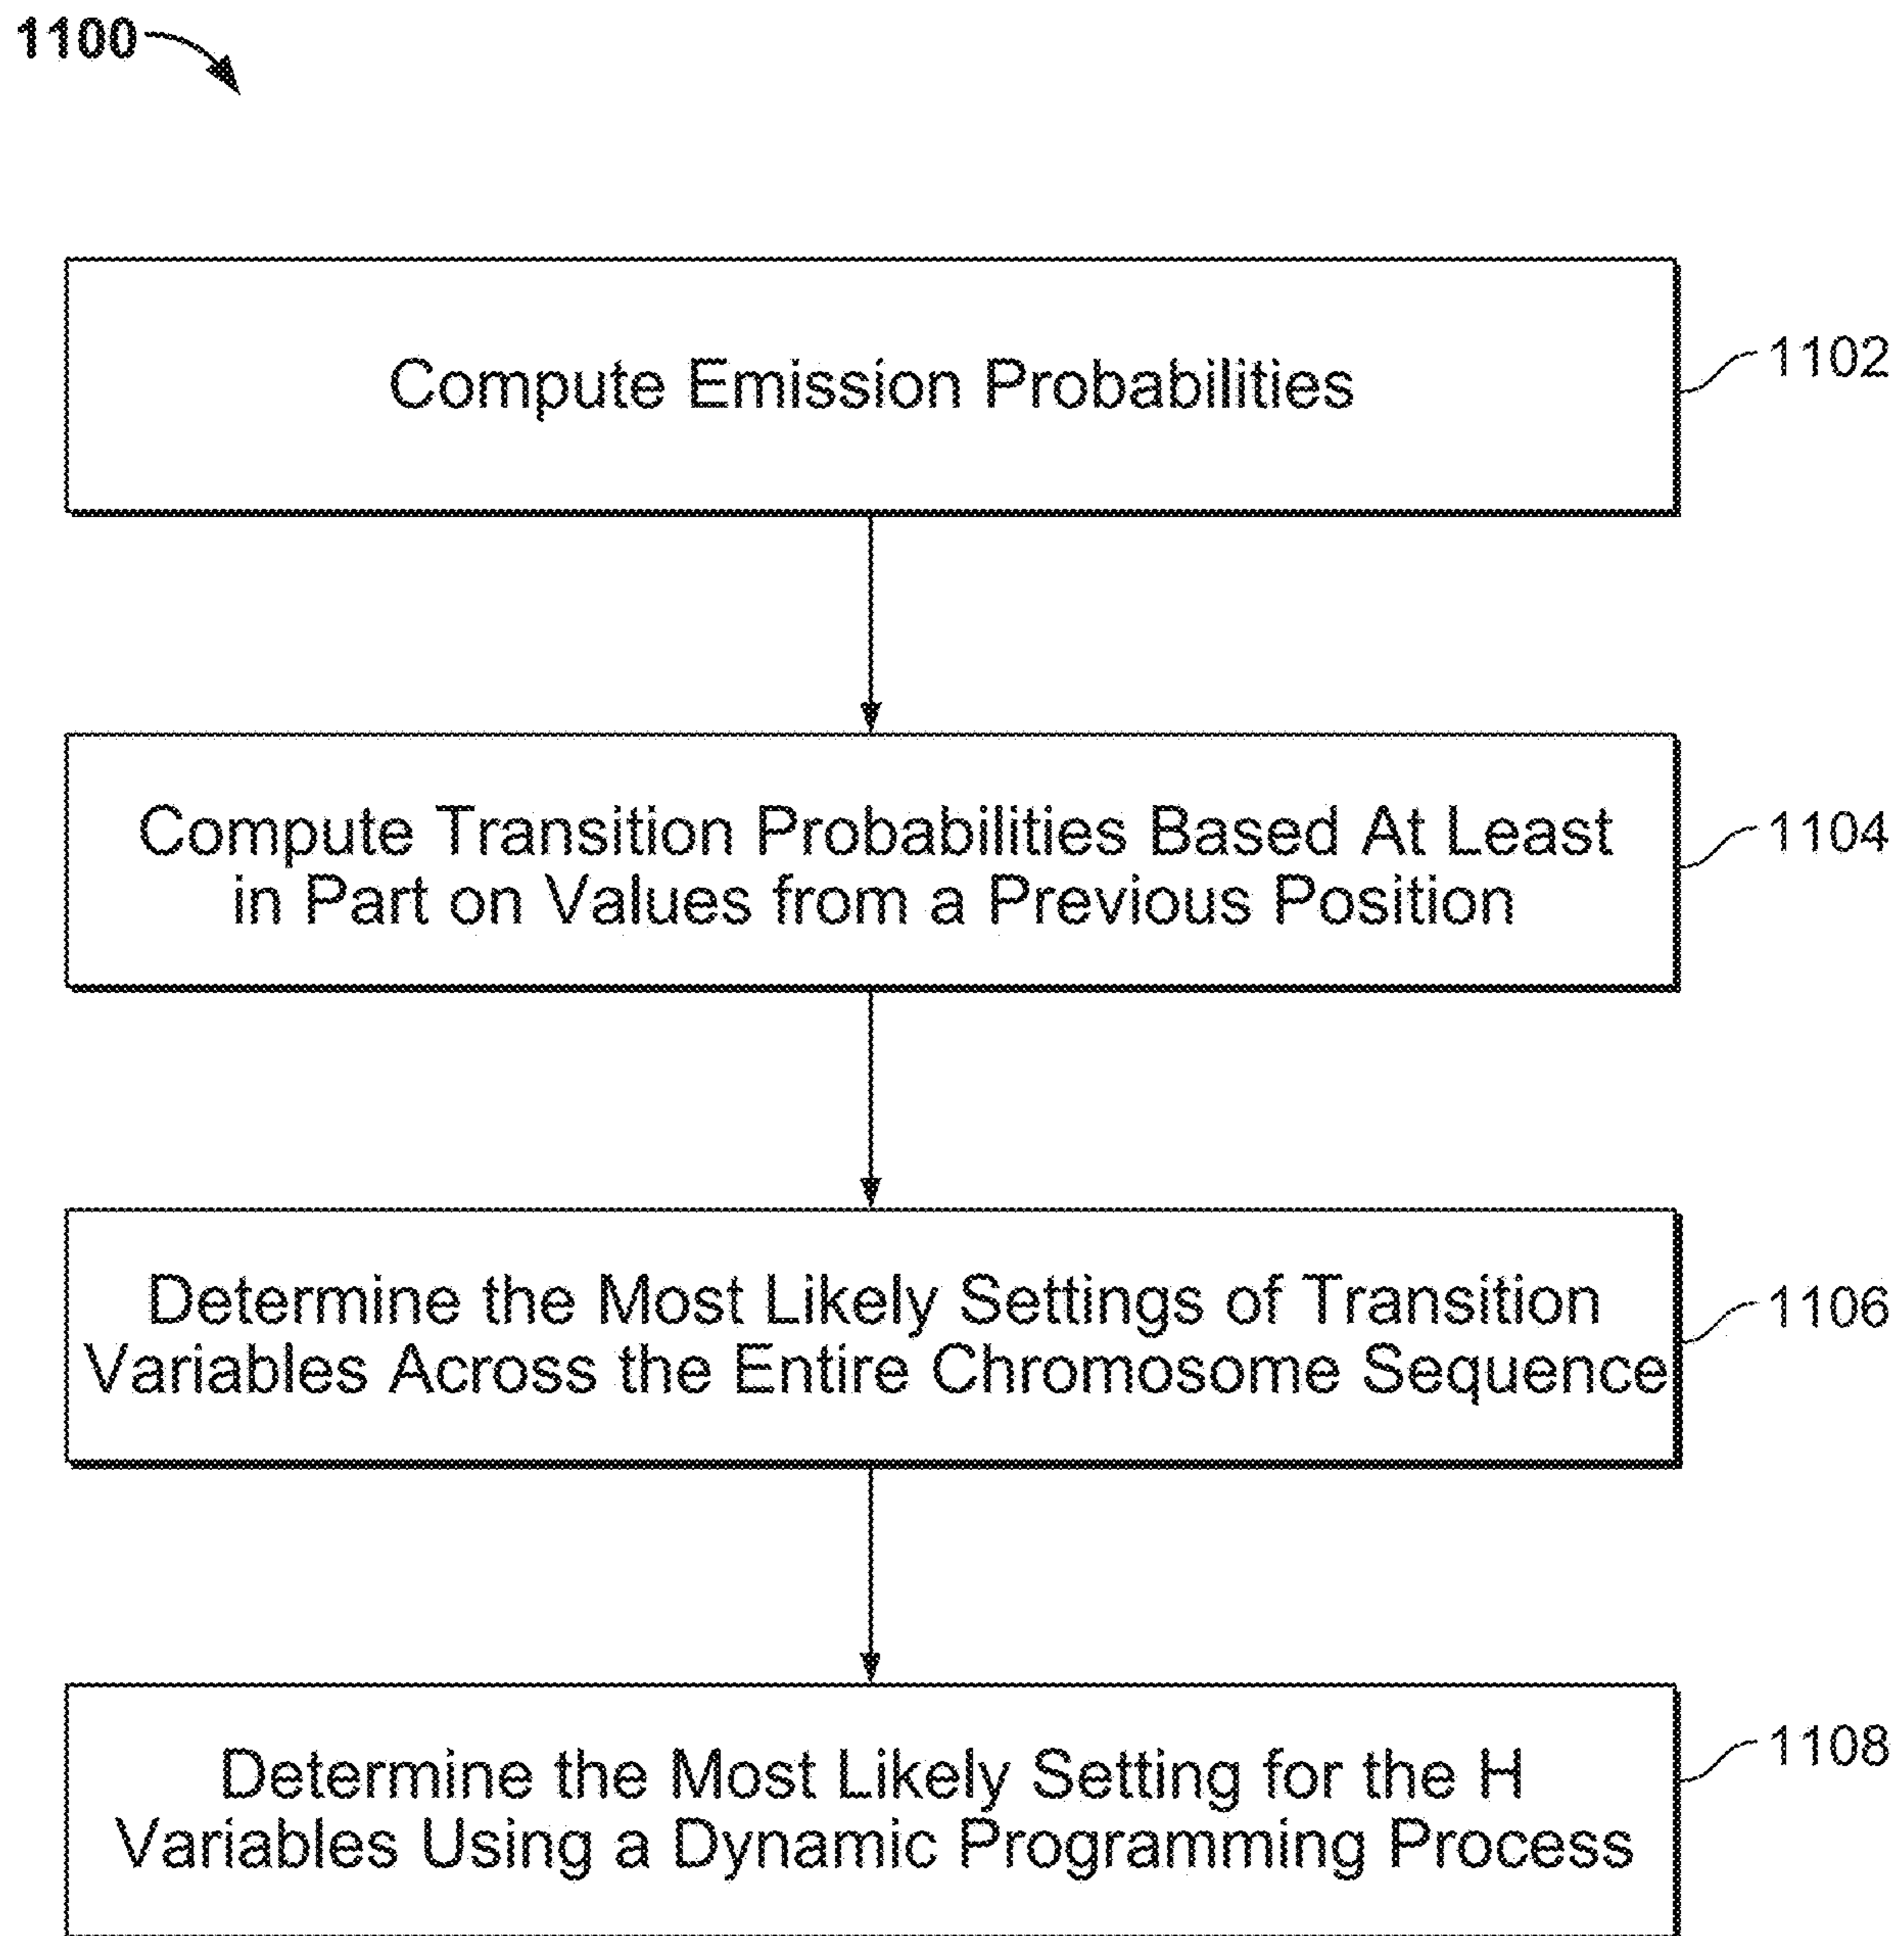 1100
Compute Emission Probabilities
1102
Compute Transition Probabilities Based At Least
in Part on Values from a Previous Position
1104
Determine the Most Likely Settings of Transition
Variables Across the Entire Chromosome Sequence
1106
Determine the Most Likely Setting for the H
Variables Using a Dynamic Programming Process
1108